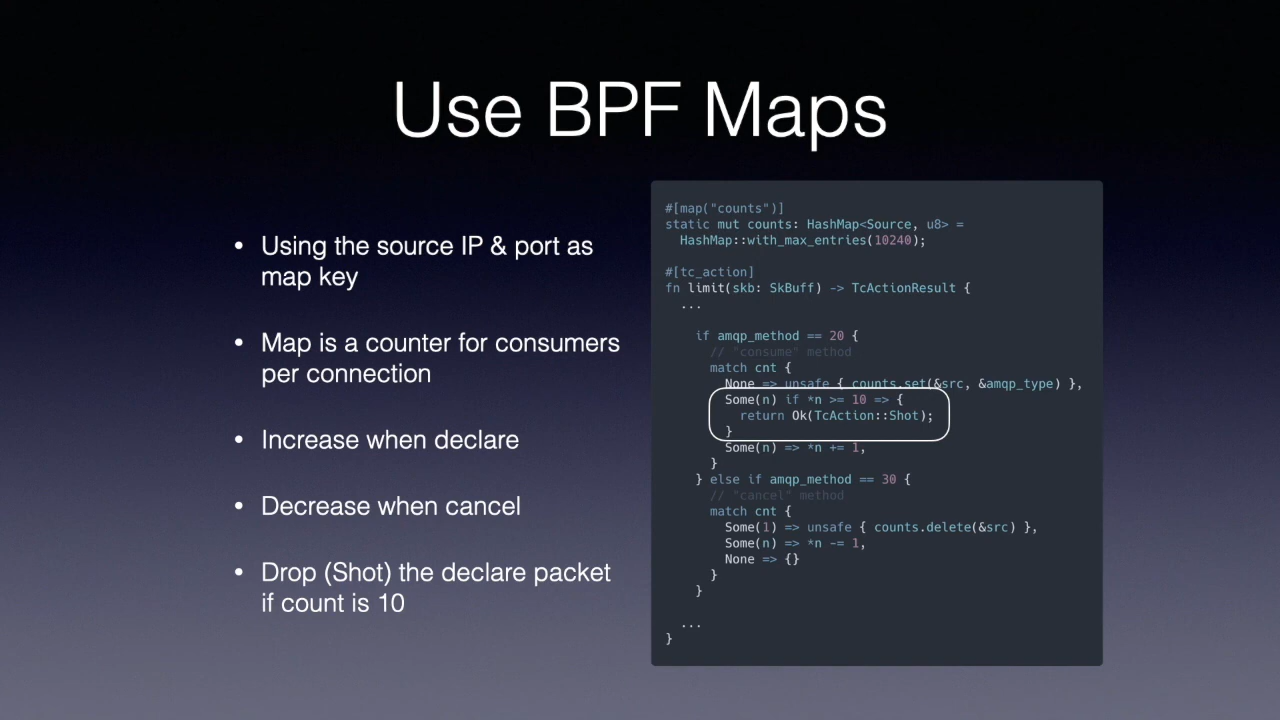 Use BPF Maps
• Using the source IP & port as
map key
• Map is a counter for consumers
per connection
• Increase when declare
• Decrease when cancel
• Drop (Shot) the declare packet
if count is 10
#[map("counts")]
static mut counts: HashMap<Source, u8> =
  HashMap::with_max_entries(10240);

#[tc_action]
fn limit(skb: SkBuff) -> TcActionResult {
  ...

    if amqp_method == 20 {
      // "consume" method
      match cnt {
        None => unsafe { counts.set(&src, &amqp_type) },
        Some(n) if *n >= 10 => {
          return Ok(TcAction::Shot);
        }
        Some(n) => *n += 1,
      }
    } else if amqp_method == 30 {
      // "cancel" method
      match cnt {
        Some(1) => unsafe { counts.delete(&src) },
        Some(n) => *n -= 1,
        None => {}
      }
    }

  ...
}